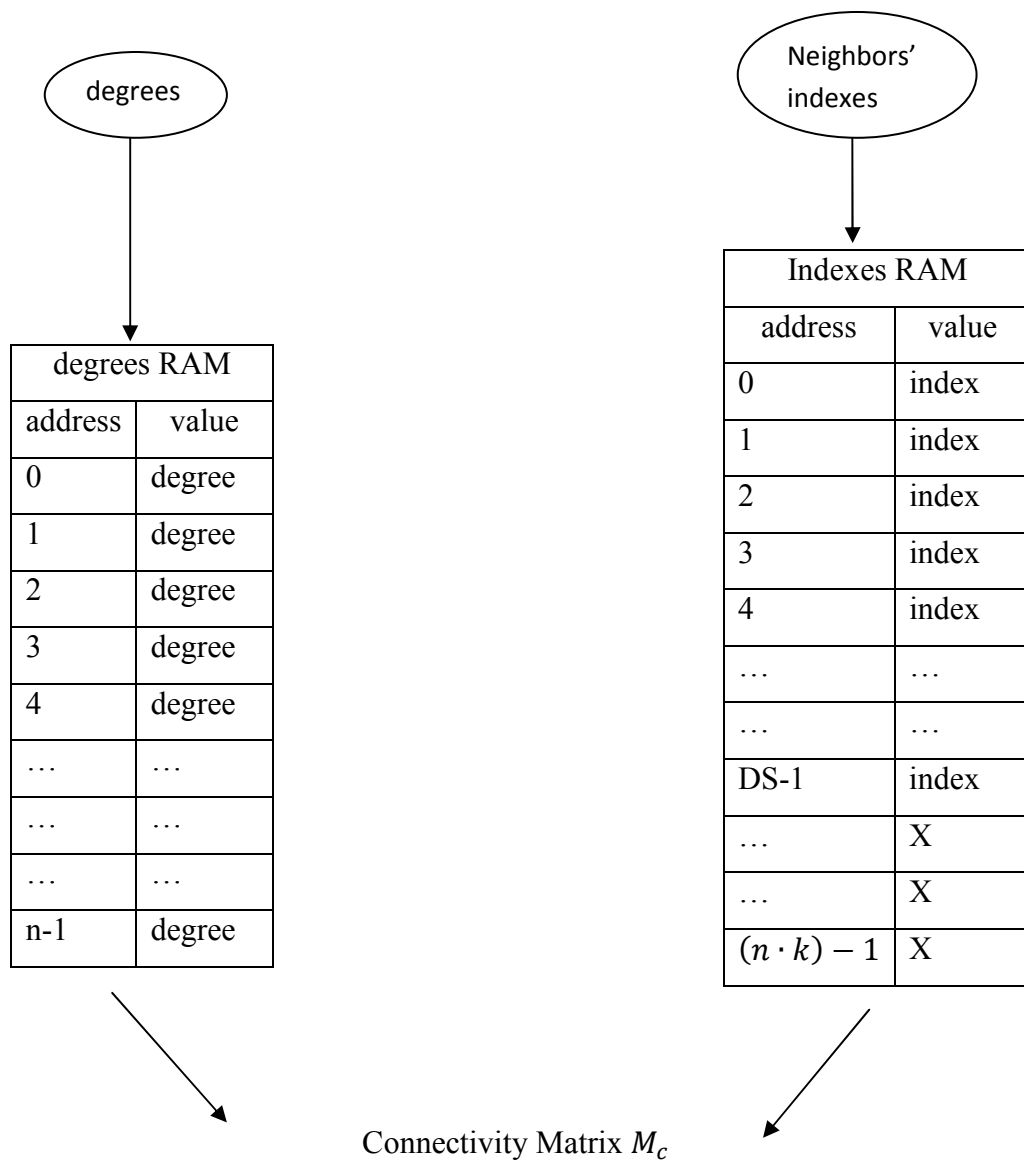 degrees
Neighbors'
indexes
degrees RAM
address value
0 degree
1 degree
2 degree
3 degree
4 degree
… …
… …
… …
n-1 degree
Indexes RAM
address value
0 index
1 index
2 index
3 index
4 index
… …
… …
DS-1 index
… X
… X
(n · k) − 1 X
Connectivity Matrix M_c